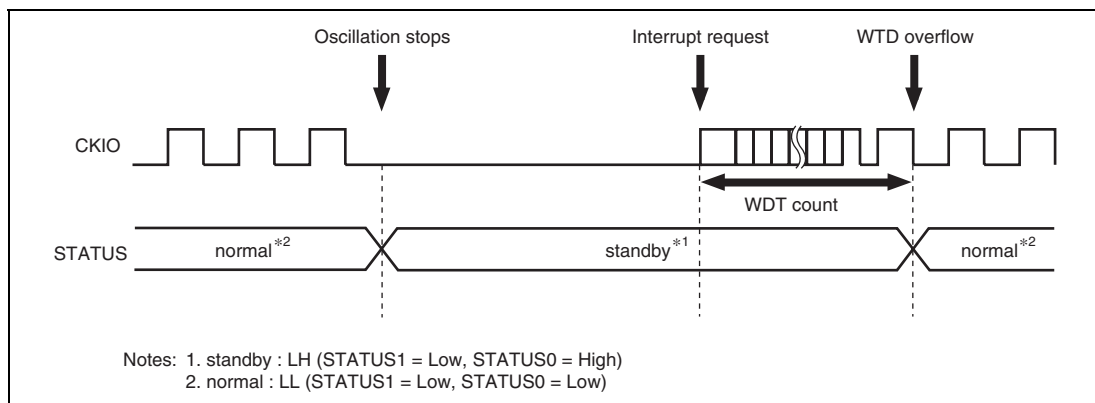 Oscillation stops Interrupt request WTD overflow
CKIO
WDT count
STATUS normal*2 standby*1 normal*2
Notes: 1. standby : LH (STATUS1 = Low, STATUS0 = High)
2. normal : LL (STATUS1 = Low, STATUS0 = Low)